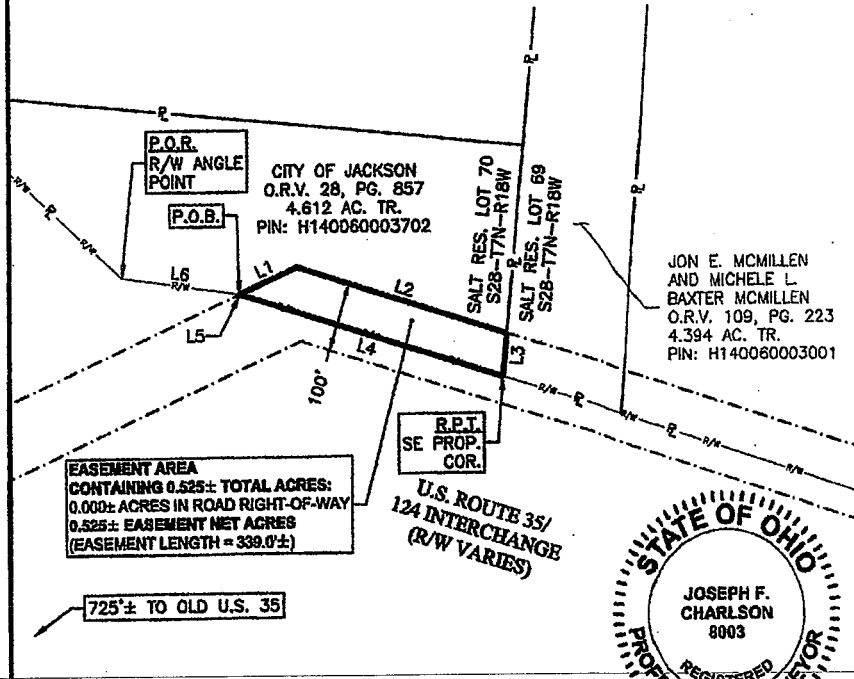 P.O.R.
R/W ANGLE
POINT
P.O.B.
CITY OF JACKSON
O.R.V. 28, PG. 857
4.612 AC. TR.
PIN: H140060003702
SALT RES. LOT 70
S28-T7N-R18W
SALT RES. LOT 69
S28-T7N-R18W
JON E. MCMILLEN
AND MICHELE L.
BAXTER MCMILLEN
O.R.V. 109, PG. 223
4.394 AC. TR.
PIN: H140060003001
R/W
R/W
R/W
L6
L1
L2
L3
L4
L5
100'
R/W
R/W
R/W
R/W
R.P.T.
SE PROP.
COR.
EASEMENT AREA
CONTAINING 0.525± TOTAL ACRES:
0.000± ACRES IN ROAD RIGHT-OF-WAY
0.525± EASEMENT NET ACRES
(EASEMENT LENGTH = 339.0'±)
U.S. ROUTE 35/
124 INTERCHANGE
(R/W VARIES)
725'± TO OLD U.S. 35
STATE OF OHIO
JOSEPH F.
CHARLSON
8003
REGISTERED